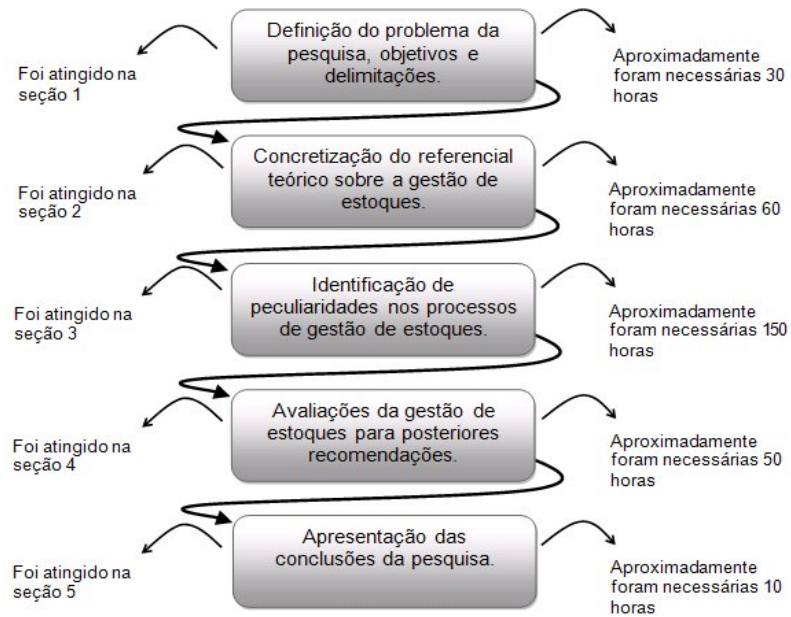 Definição do problema da
pesquisa, objetivos e
delimitações.
Foi atingido na
seção 1
Aproximadamente
foram necessárias 30
horas
Concretização do referencial
teórico sobre a gestão de
estoques.
Foi atingido na
seção 2
Aproximadamente
foram necessárias 60
horas
Identificação de
peculiaridades nos processos
de gestão de estoques.
Foi atingido na
seção 3
Aproximadamente
foram necessárias 150
horas
Avaliações da gestão de
estoques para posteriores
recomendações.
Foi atingido na
seção 4
Aproximadamente
foram necessárias 50
horas
Apresentação das
conclusões da pesquisa.
Foi atingido na
seção 5
Aproximadamente
foram necessárias 10
horas